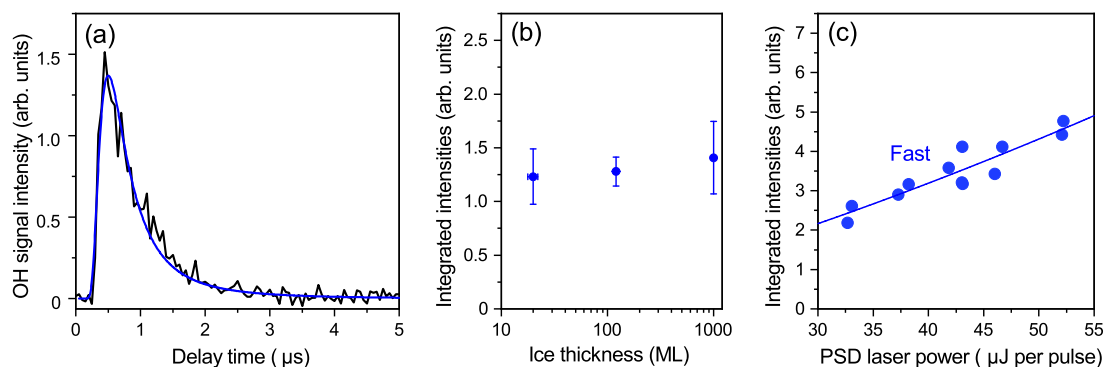 (a)
OH signal intensity (arb. units)
1.5
1.0
0.5
0
0 1 2 3 4 5
Delay time ( µs)
(b)
Integrated intensities (arb. units)
2.5
2.0
1.5
1.0
0.5
0
10 100 1000
Ice thickness (ML)
(c)
Integrated intensities (arb. units)
7
6
5
4
3
2
1
0
Fast
30 35 40 45 50 55
PSD laser power ( µJ per pulse)